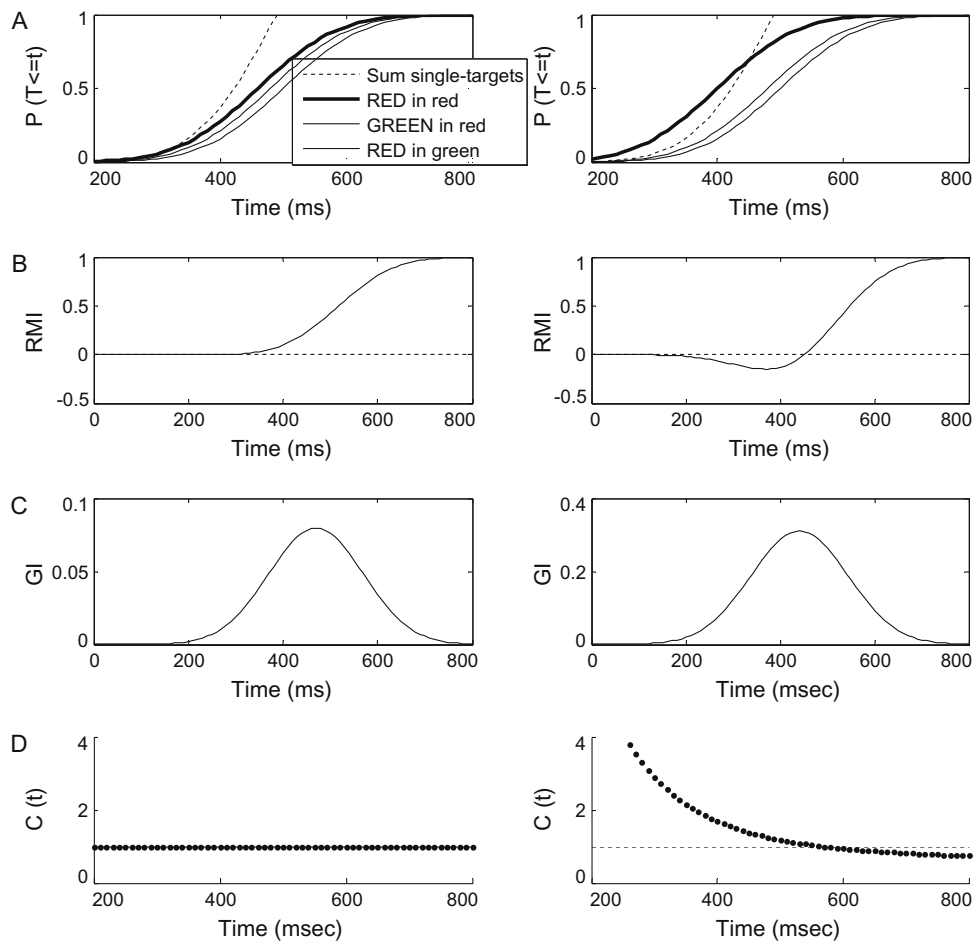 A
P (T<=t)
1
0.5
0
200
400
600
800
Time (ms)
Sum single-targets
RED in red
GREEN in red
RED in green
P (T<=t)
1
0.5
0
200
400
600
800
Time (ms)
B
RMI
1
0.5
0
-0.5
0
200
400
600
800
Time (ms)
RMI
1
0.5
0
-0.5
0
200
400
600
800
Time (ms)
C
GI
0.1
0.05
0
0
200
400
600
800
Time (ms)
GI
0.4
0.2
0
0
200
400
600
800
Time (msec)
D
C (t)
4
2
0
200
400
600
800
Time (msec)
C (t)
4
2
0
200
400
600
800
Time (msec)